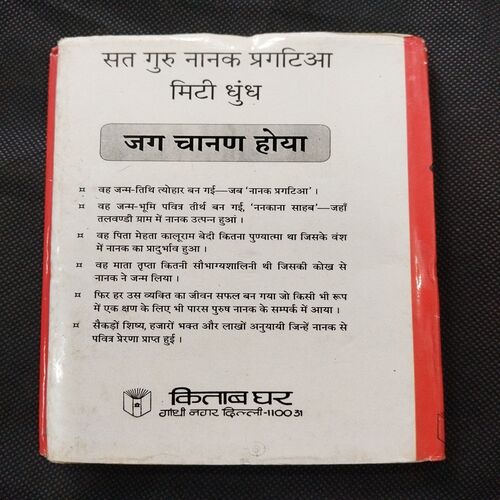 सत गुरु नानक प्रगटिआ
मिटी धुंध
जग चानण होया
¤ वह जन्म-तिथि त्योहार बन गई—जब 'नानक प्रगटिआ' ।
¤ वह जन्म-भूमि पवित्र तीर्थ बन गई, 'ननकाना साहब'—जहाँ
तलवण्डी ग्राम में नानक उत्पन्न हुआं ।
¤ वह पिता मेहता कालूराम बेदी कितना पुण्यात्मा था जिसके वंश
में नानक का प्रादुर्भाव हुआ ।
¤ वह माता तृप्ता कितनी सौभाग्यशालिनी थी जिसकी कोख से
नानक ने जन्म लिया ।
¤ फिर हर उस व्यक्ति का जीवन सफल बन गया जो किसी भी रूप
में एक क्षण के लिए भी पारस पुरुष नानक के सम्पर्क में आया ।
¤ सैकड़ों शिष्य, हजारों भक्त और लाखों अनुयायी जिन्हें नानक से
पवित्र प्रेरणा प्राप्त हुई ।
किताब घर
गांधी नगर दिल्ली-110031